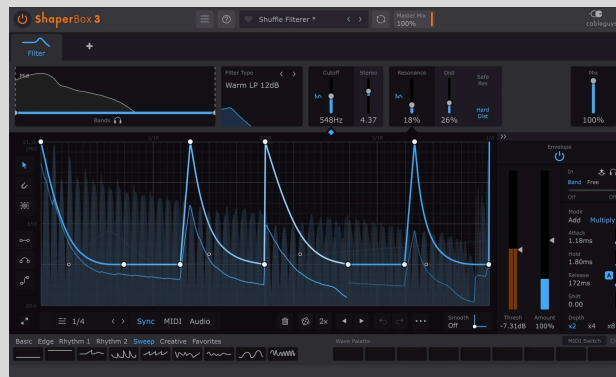 ShaperBox 3
Shuffle Filterer *
Master Mix
100%
cableguys
Filter
+
Mid
Bands
Filter Type
Warm LP 12dB
Cutoff
Stereo
548Hz
4.37
Resonance
Dist
18%
26%
Safe
Res
Hard
Dist
Mix
100%
1/4
Envelope
In
Band Free
Off
Mode
Add Multiply
Attack
1.18ms
Hold
1.80ms
Release
172ms
A
Shift
0.00
1/4
Sync MIDI Audio
2x
Smooth
Off
Thresh
-7.31dB
Amount
100%
Depth
x2 x4 x8
Basic Edge Rhythm 1 Rhythm 2 Sweep Creative Favorites
Wave Palette
MIDI Switch